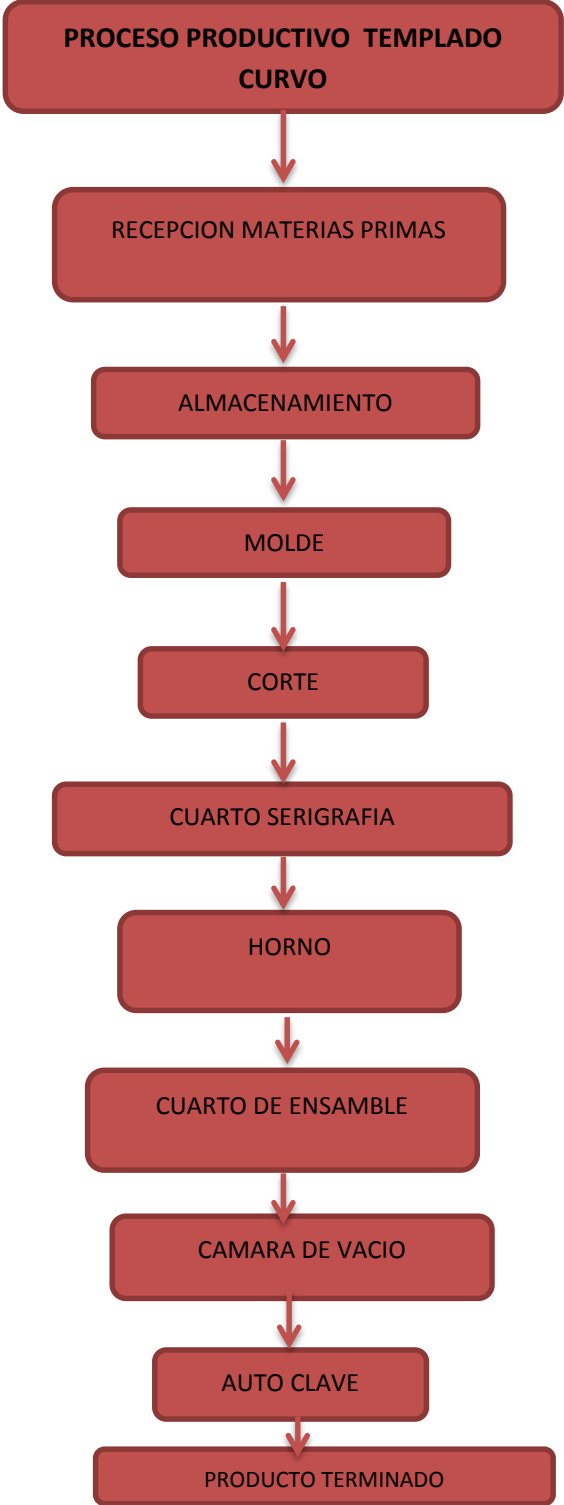 PROCESO PRODUCTIVO TEMPLADO
CURVO
RECEPCION MATERIAS PRIMAS
ALMACENAMIENTO
MOLDE
CORTE
CUARTO SERIGRAFIA
HORNO
CUARTO DE ENSAMBLE
CAMARA DE VACIO
AUTO CLAVE
PRODUCTO TERMINADO